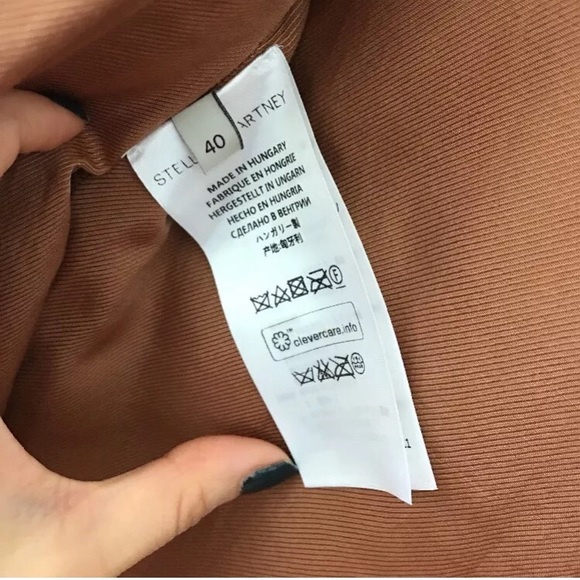 STELL ARTNEY
40
MADE IN HUNGARY
FABRIQUE EN HONGRIE
HERGESTELLT IN UNGARN
HECHO EN HUNGRIA
СДЕЛАНО В ВЕНГРИИ
ハンガリー製
产地:匈牙利
F
clevercare.info